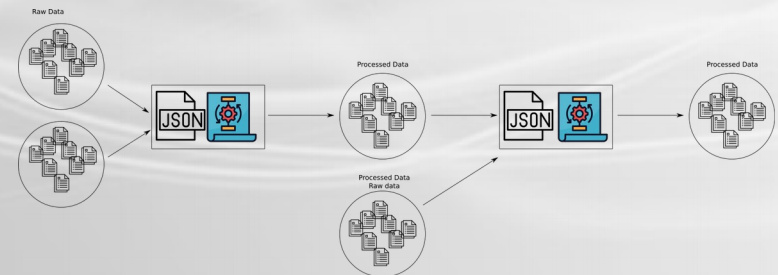 Raw Data
JSON
Processed Data
Processed Data
Raw data
JSON
Processed Data